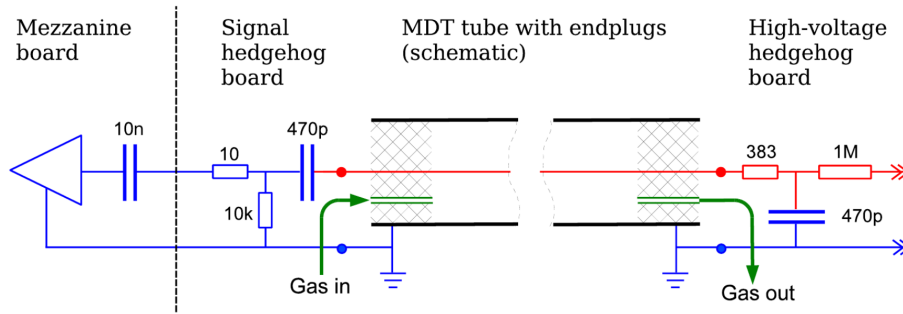 Mezzanine
board
Signal
hedgehog
board
MDT tube with endplugs
(schematic)
High-voltage
hedgehog
board
10n
10
470p
383
1M
10k
470p
Gas in
Gas out